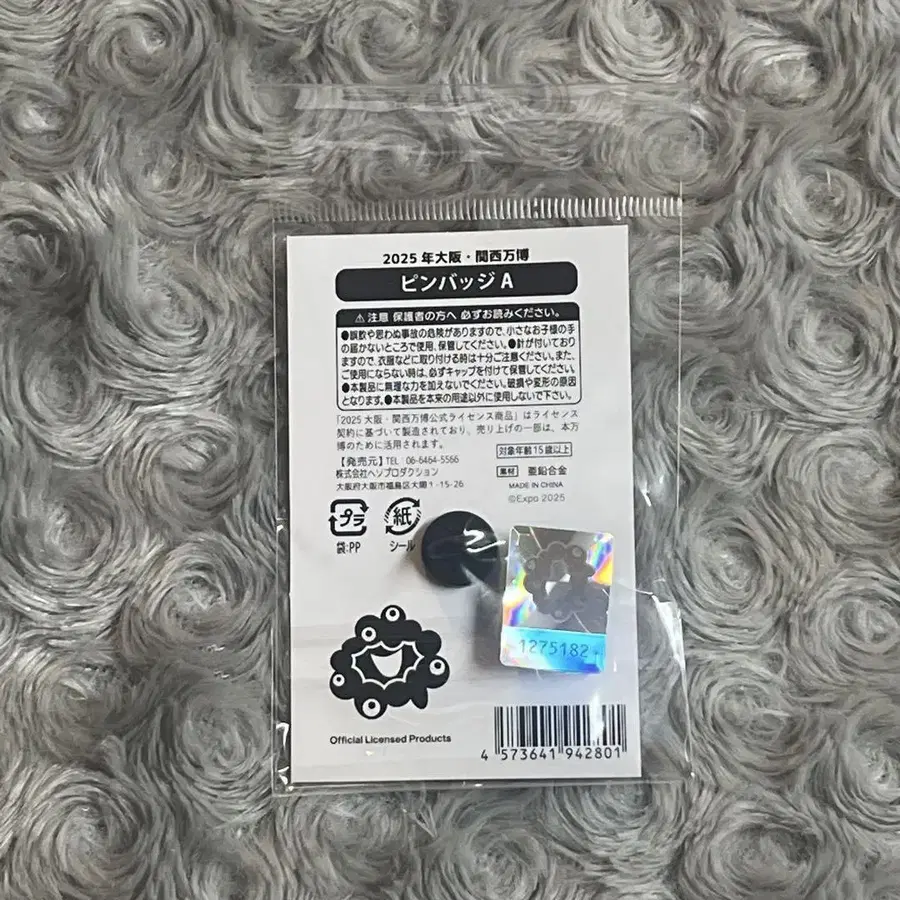 2025年大阪・関西万博
ピンバッジ A
⚠注意 保護者の方へ 必ずお読みください。
●誤飲や思わぬ事故の危険がありますので、小さなお子様の手
の届かないところで使用、保管してください。●針が付いており
ますので、衣服などに取り付ける時は十分ご注意ください。また、
ご使用にならない時は、必ずキャップを付けて保管してください。
●本製品に無理な力を加えないでください。破損や変形の原因
となります。●本製品を本来の用途以外に使用しないで下さい。
「2025 大阪・関西万博公式ライセンス商品」はライセンス
契約に基づいて製造されており、売り上げの一部は、本万
博のために活用されます。
対象年齢15歳以上
【発売元】TEL：06-6464-5566
株式会社ヘソプロダクション
大阪府大阪市福島区大開1-15-26
素材 亜鉛合金
MADE IN CHINA
©Expo 2025
プラ
袋:PP
紙
シール
1275182
Official Licensed Products
4 573641 942801